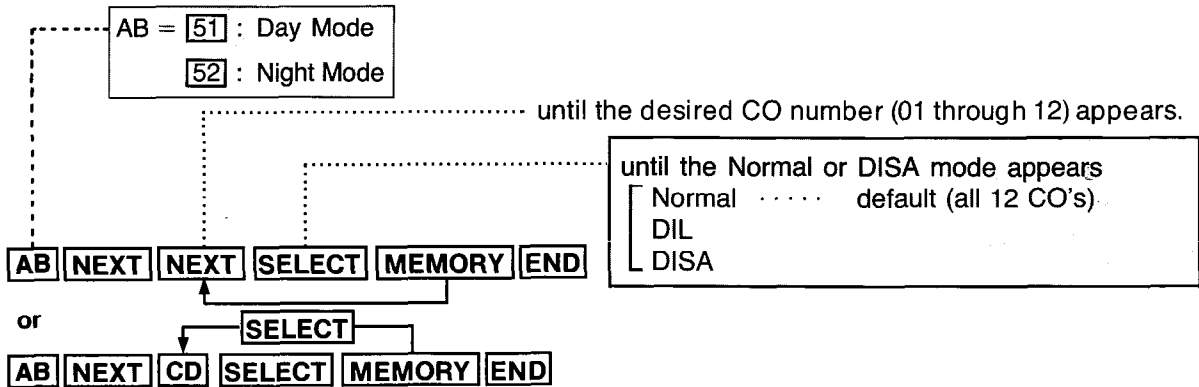 AB = 51 : Day Mode
52 : Night Mode
until the desired CO number (01 through 12) appears.
until the Normal or DISA mode appears
Normal ····· default (all 12 CO's)
DIL
DISA
AB NEXT NEXT SELECT MEMORY END
or
SELECT
AB NEXT CD SELECT MEMORY END